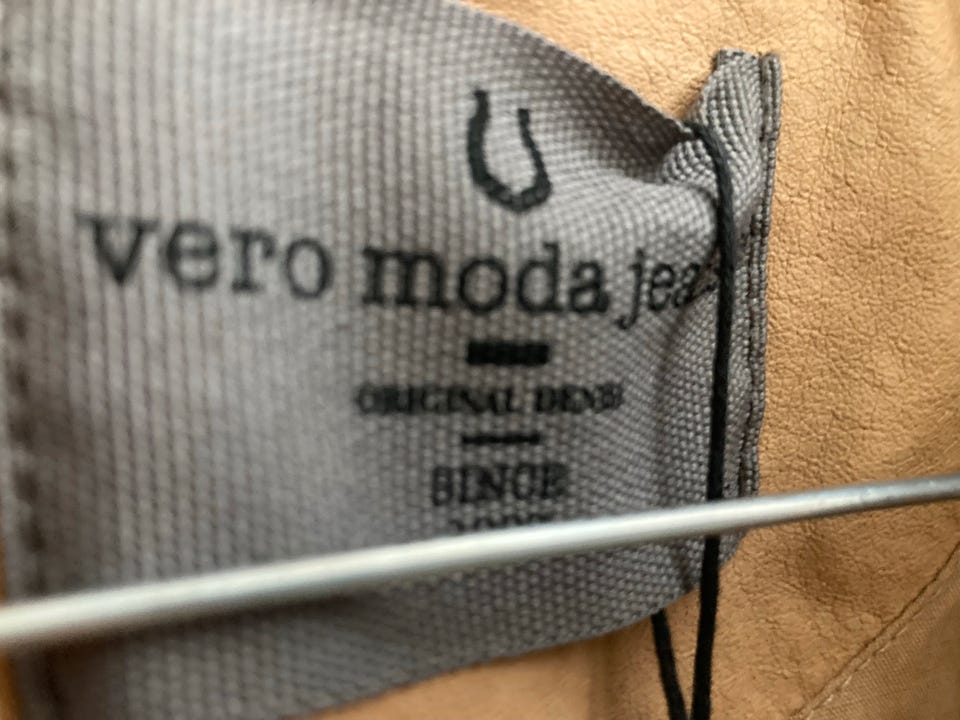 vero moda jea
ORIGINAL DENIM
SINCE